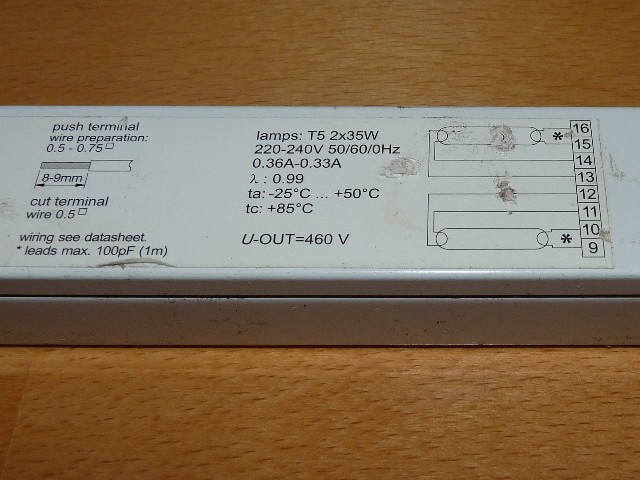 push terminal
wire preparation:
0.5 - 0.75 □
8-9mm
cut terminal
wire 0.5 □
wiring see datasheet.
* leads max. 100pF (1m)
lamps: T5 2x35W
220-240V 50/60/0Hz
0.36A-0.33A
λ : 0.99
ta: -25°C ... +50°C
tc: +85°C
U-OUT=460 V
* 16
15
14
13
12
11
* 10
9